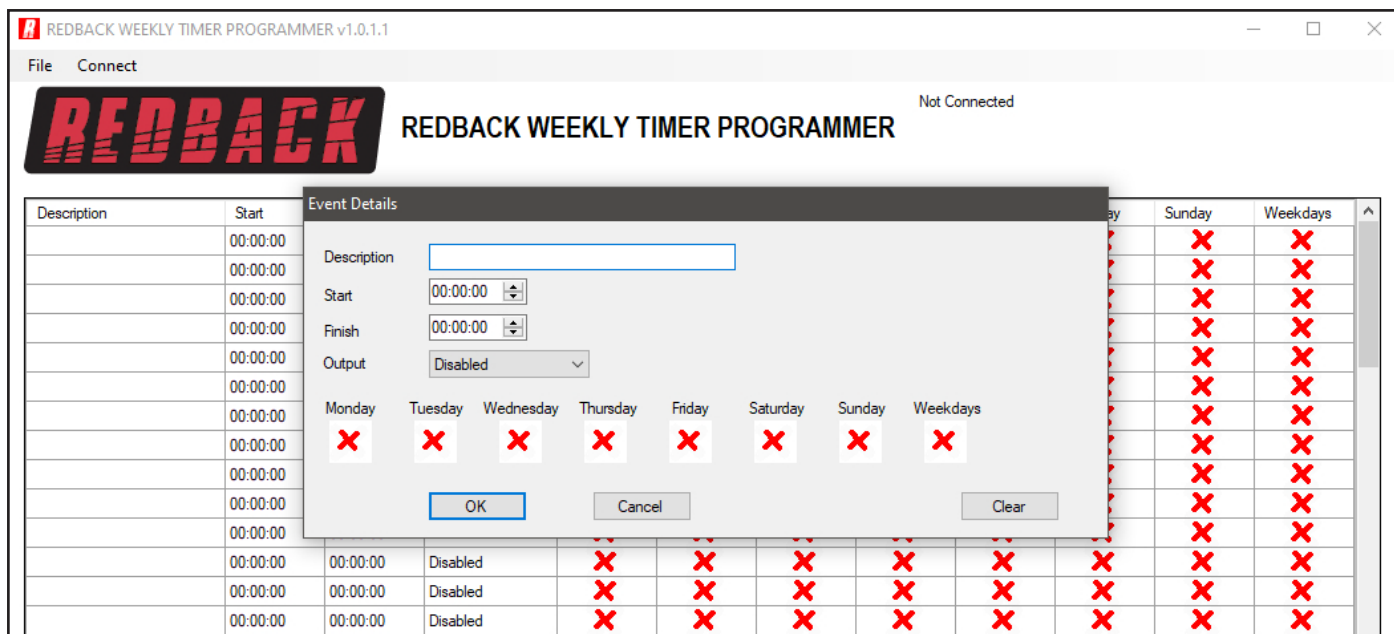 REDBACK WEEKLY TIMER PROGRAMMER v1.0.1.1
File Connect
REDBACK
REDBACK WEEKLY TIMER PROGRAMMER
Not Connected
Description Start ay Sunday Weekdays
Event Details
00:00:00
00:00:00
00:00:00
00:00:00
00:00:00
00:00:00
00:00:00
00:00:00
00:00:00
00:00:00
00:00:00
Description
Start 00:00:00
Finish 00:00:00
Output Disabled
Monday Tuesday Wednesday Thursday Friday Saturday Sunday Weekdays
OK Cancel Clear
00:00:00 00:00:00 Disabled
00:00:00 00:00:00 Disabled
00:00:00 00:00:00 Disabled